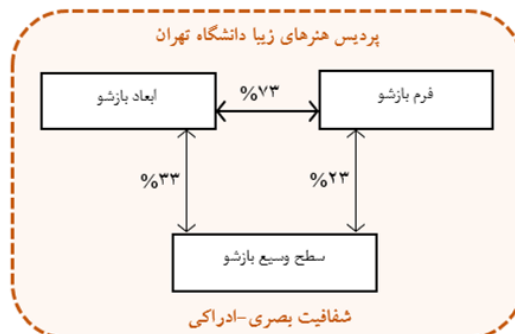 پردیس هنرهای زیبا دانشگاه تهران
فرم بازشو
%۷۳
ابعاد بازشو
%۲۳
%۳۳
سطح وسیع بازشو
شفافیت بصری-ادراکی